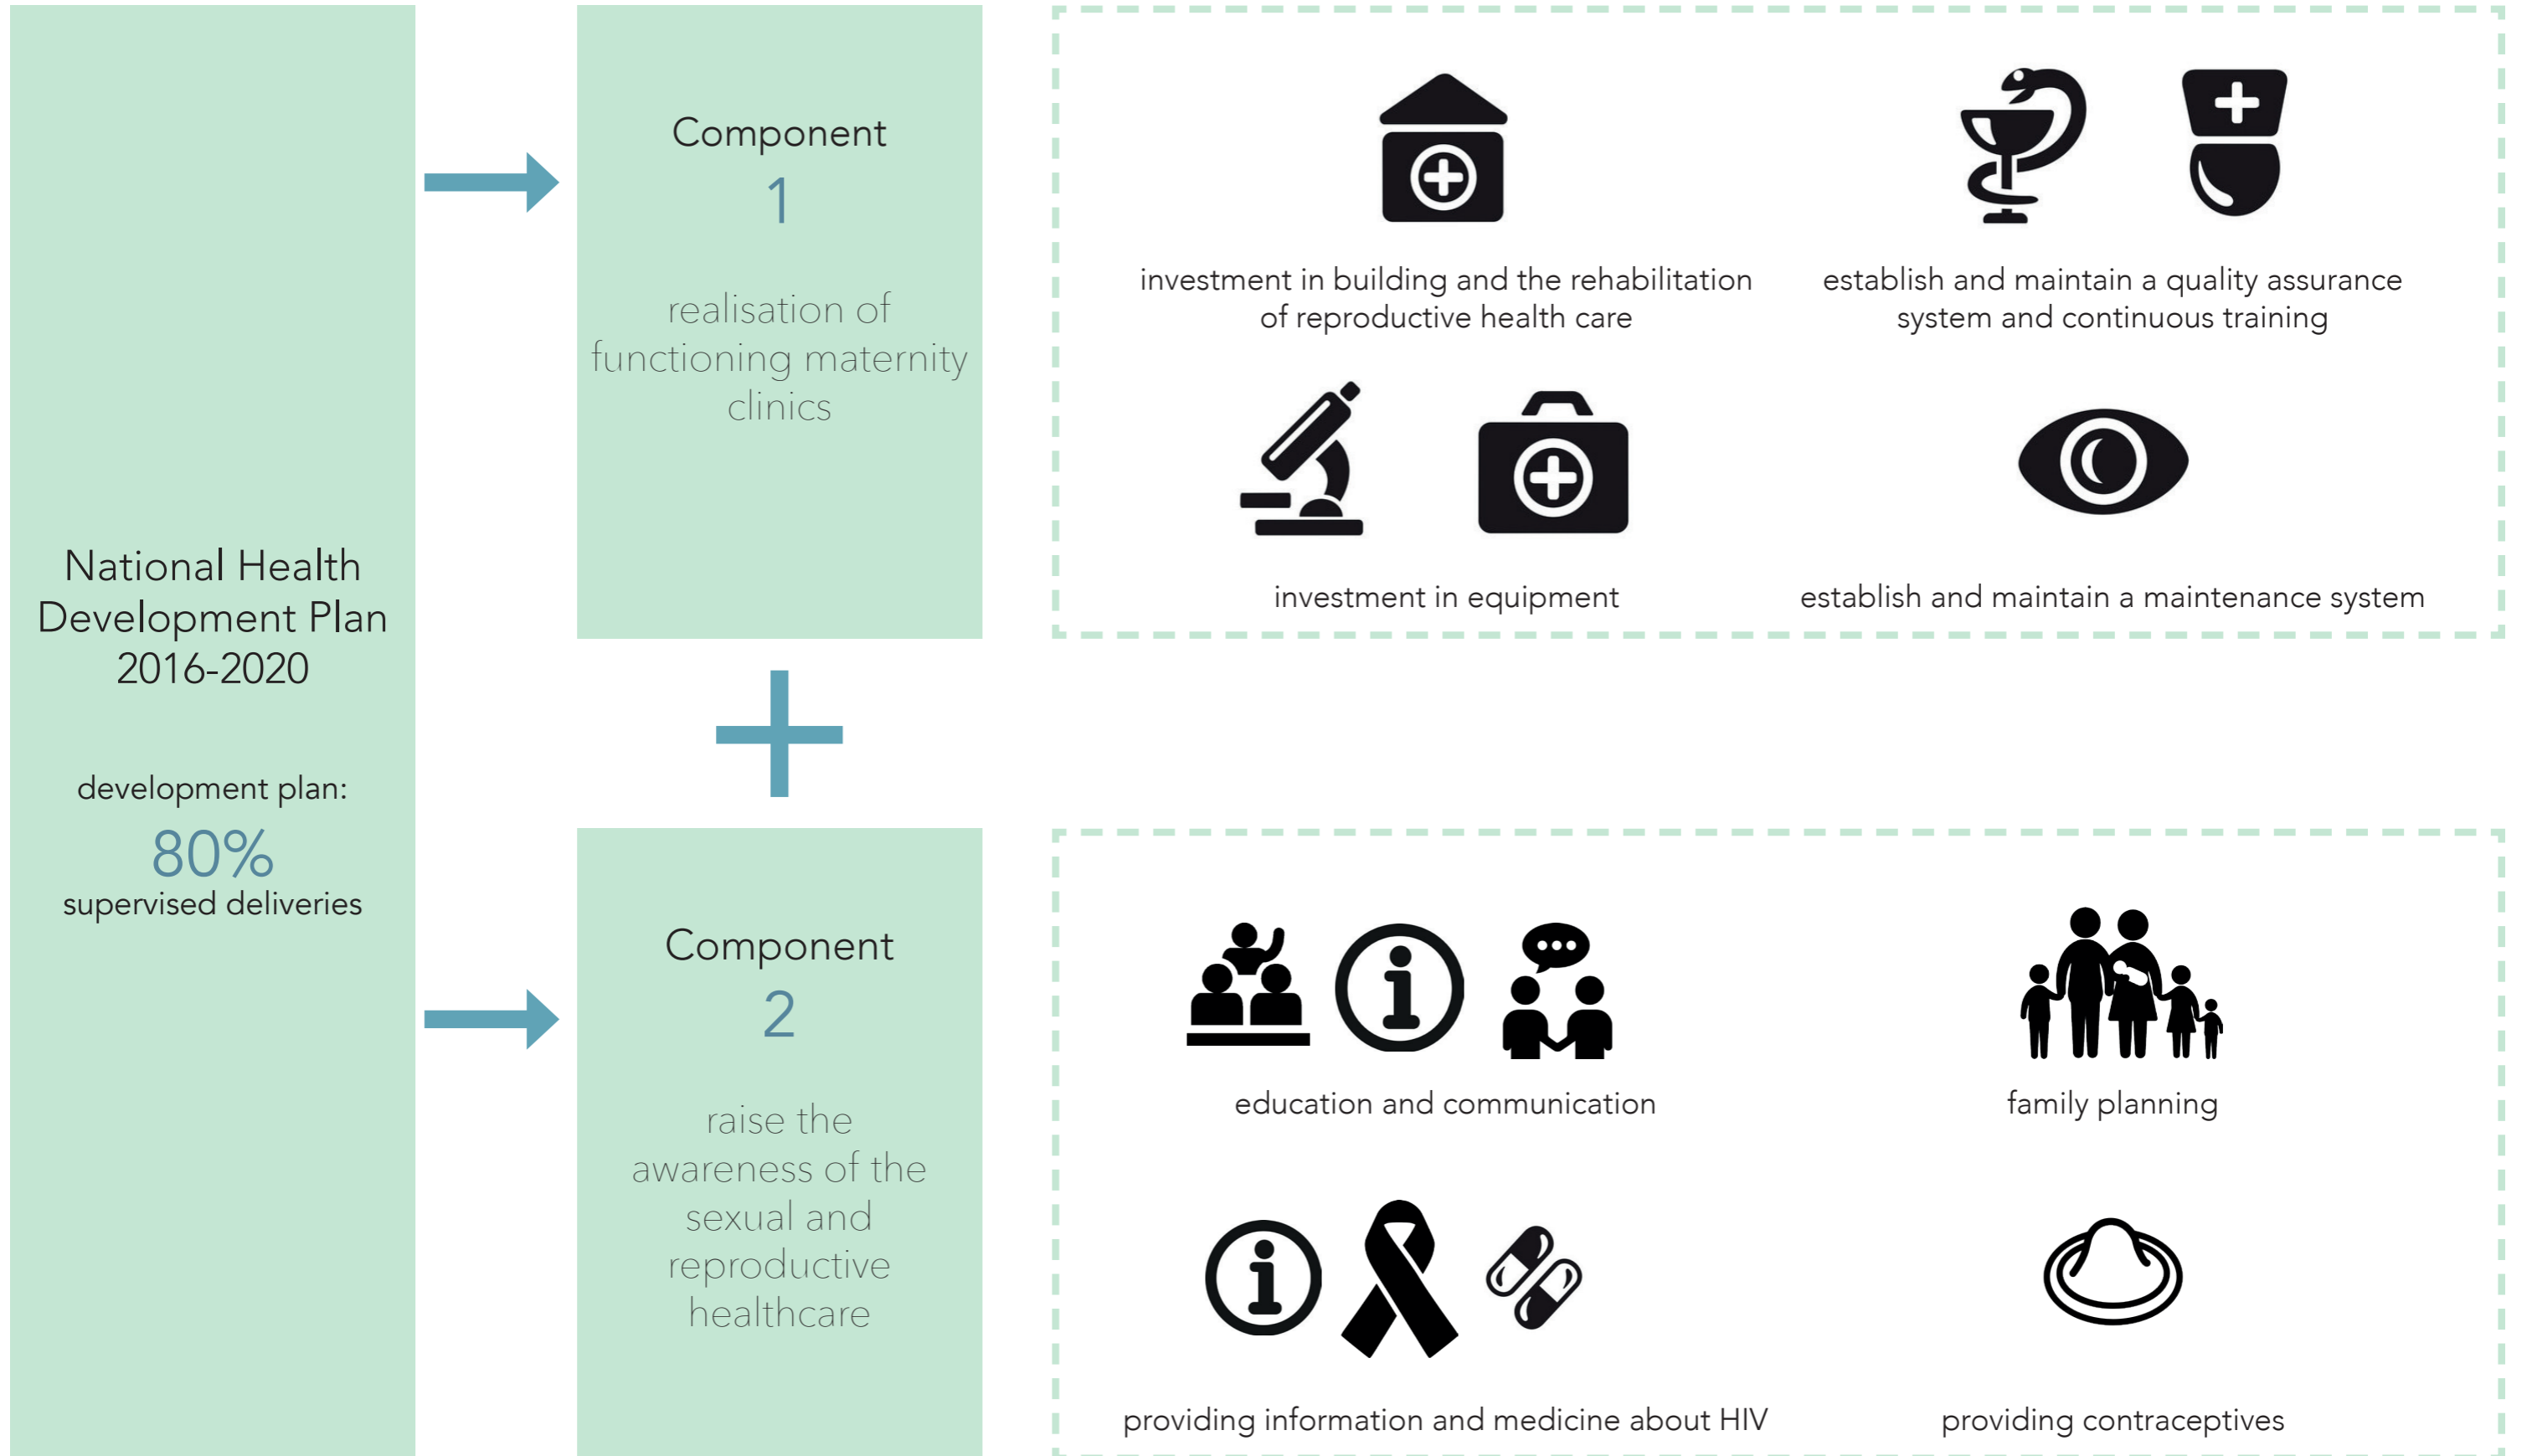 National Health
Development Plan
2016-2020
development plan:
80%
supervised deliveries
Component
1
realisation of
functioning maternity
clinics
investment in building and the rehabilitation
of reproductive health care
establish and maintain a quality assurance
system and continuous training
investment in equipment
establish and maintain a maintenance system
Component
2
raise the
awareness of the
sexual and
reproductive
healthcare
education and communication
family planning
providing information and medicine about HIV
providing contraceptives